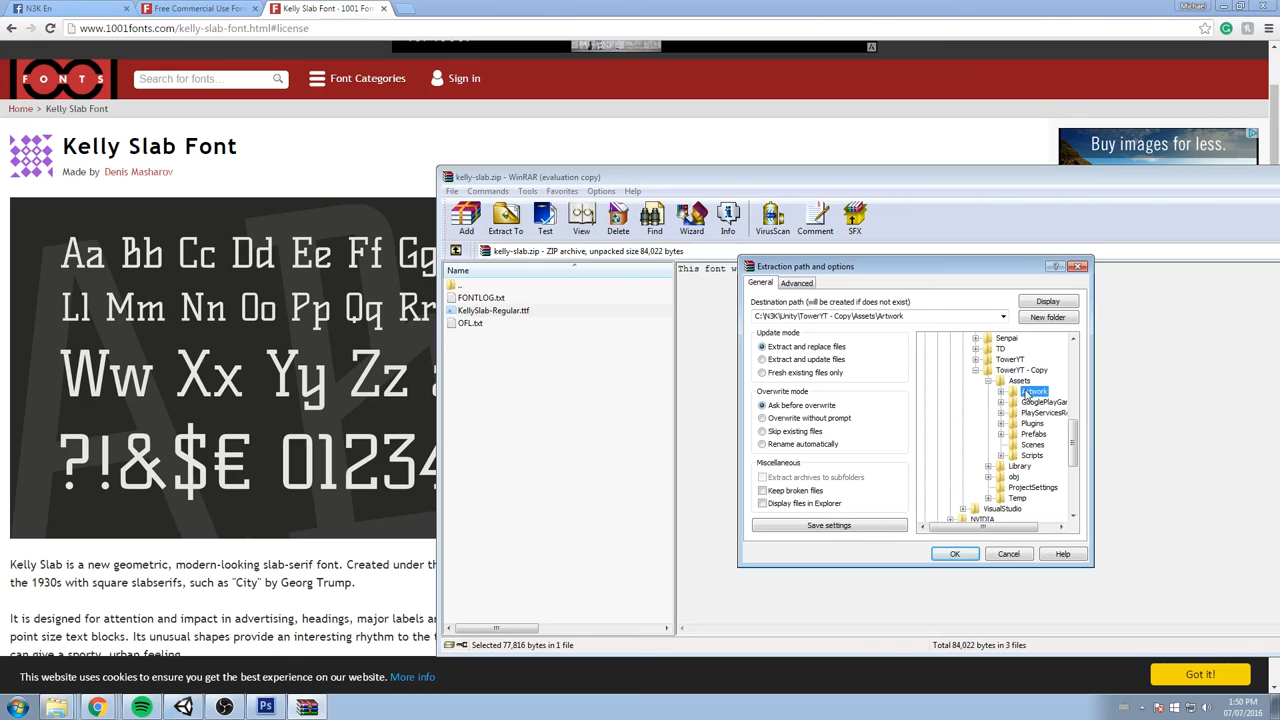 N3K En
Free Commercial Use Fon
Kelly Slab Font - 1001 Fon
Michael
www.1001fonts.com/kelly-slab-font.html#license
FONTS
Search for fonts...
Font Categories
Sign in
Home > Kelly Slab Font
Kelly Slab Font
Made by Denis Masharov
Buy images for less.
Aa Bb Cc Dd Ee Ff Gg
Ll Mm Nn Oo Pp Qq Rr
Ww Xx Yy Zz
?!&$€ 01234
Kelly Slab is a new geometric, modern-looking slab-serif font. Created under th
the 1930s with square slabserifs, such as "City" by Georg Trump.
It is designed for attention and impact in advertising, headings, major labels a
point size text blocks. Its unusual shapes provide an interesting rhythm to the
can give a sporty, urban feeling.
kelly-slab.zip - WinRAR (evaluation copy)
File Commands Tools Favorites Options Help
Add Extract To Test View Delete Find Wizard Info VirusScan Comment SFX
kelly-slab.zip - ZIP archive, unpacked size 84,022 bytes
Name
..
FONTLOG.txt
KellySlab-Regular.ttf
OFL.txt
This font w
Selected 77,816 bytes in 1 file
Total 84,022 bytes in 3 files
Extraction path and options
General Advanced
Destination path (will be created if does not exist)
C:\N3K\Unity\TowerYT - Copy\Assets\Artwork
Display
New folder
Update mode
Extract and replace files
Extract and update files
Fresh existing files only
Overwrite mode
Ask before overwrite
Overwrite without prompt
Skip existing files
Rename automatically
Miscellaneous
Extract archives to subfolders
Keep broken files
Display files in Explorer
Save settings
Senpai
TD
TowerYT
TowerYT - Copy
Assets
Artwork
GooglePlayGar
PlayServicesRe
Plugins
Prefabs
Scenes
Scripts
Library
obj
ProjectSettings
Temp
VisualStudio
NVIDIA
OK Cancel Help
This website uses cookies to ensure you get the best experience on our website. More info
Got it!
Ps
1:50 PM
07/07/2016